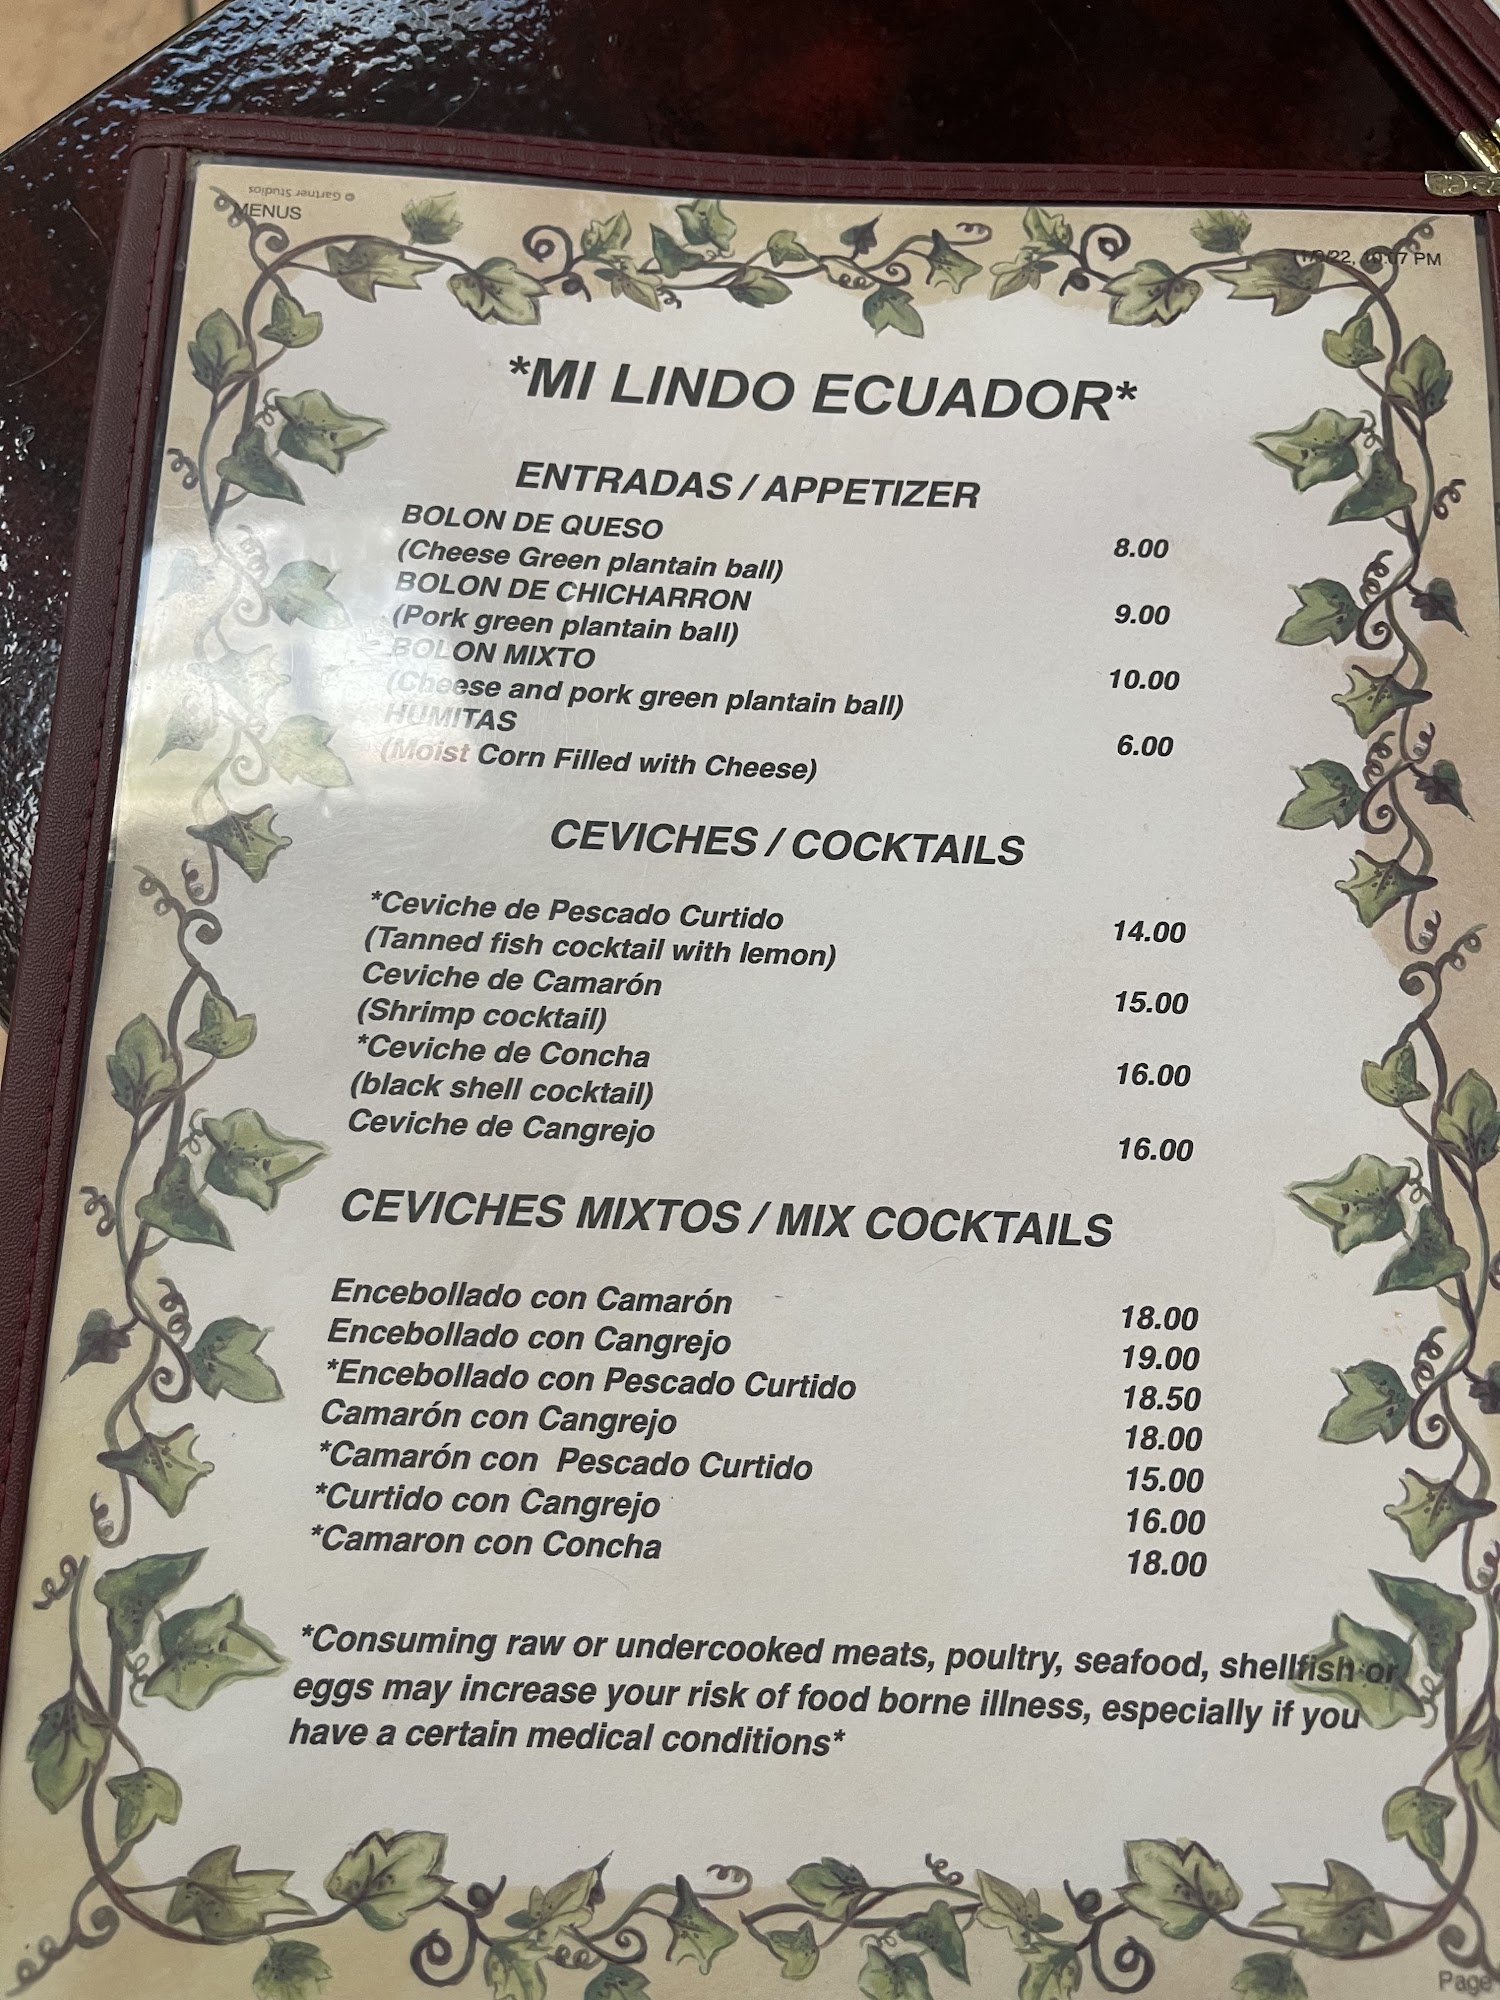 © Gartner Studios
MENUS
11/9/22, 10:07 PM
*MI LINDO ECUADOR*
ENTRADAS / APPETIZER
BOLON DE QUESO 8.00
(Cheese Green plantain ball)
BOLON DE CHICHARRON 9.00
(Pork green plantain ball)
BOLON MIXTO 10.00
(Cheese and pork green plantain ball)
HUMITAS 6.00
(Moist Corn Filled with Cheese)
CEVICHES / COCKTAILS
*Ceviche de Pescado Curtido 14.00
(Tanned fish cocktail with lemon)
Ceviche de Camarón 15.00
(Shrimp cocktail)
*Ceviche de Concha 16.00
(black shell cocktail)
Ceviche de Cangrejo 16.00
CEVICHES MIXTOS / MIX COCKTAILS
Encebollado con Camarón 18.00
Encebollado con Cangrejo 19.00
*Encebollado con Pescado Curtido 18.50
Camarón con Cangrejo 18.00
*Camarón con Pescado Curtido 15.00
*Curtido con Cangrejo 16.00
*Camaron con Concha 18.00
*Consuming raw or undercooked meats, poultry, seafood, shellfish or
eggs may increase your risk of food borne illness, especially if you
have a certain medical conditions*
Page